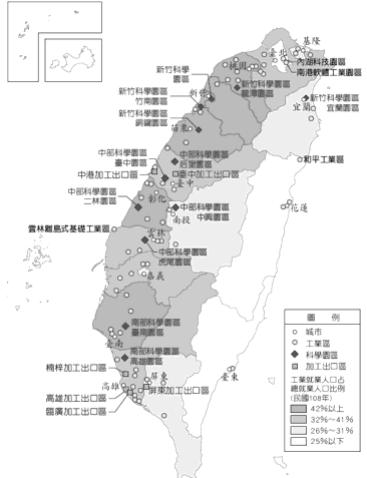 基隆
臺北
內湖科技園區
南港軟體工業園區
桃園
新竹科學
園區
新竹科學園區
龍潭園區
新竹
新竹科學園區
竹南園區
新竹科學園區
宜蘭園區
宜蘭
新竹科學園區
銅鑼園區
苗栗
中部科學園區
臺中園區
中部科學園區
后里園區
和平工業區
中港加工出口區
臺中加工出口區
臺中
中部科學園區
二林園區
彰化
中部科學園區
中興園區
南投
花蓮
雲林離島式基礎工業區
雲林
中部科學園區
虎尾園區
嘉義
南部科學園區
臺南園區
臺南
南部科學園區
高雄園區
楠梓加工出口區
屏東
臺東
高雄
屏東加工出口區
高雄加工出口區
臨廣加工出口區
圖例
城市
工業區
科學園區
加工出口區
工業就業人口占
總就業人口比例
(民國108年)
42%以上
32%~41%
26%~31%
25%以下